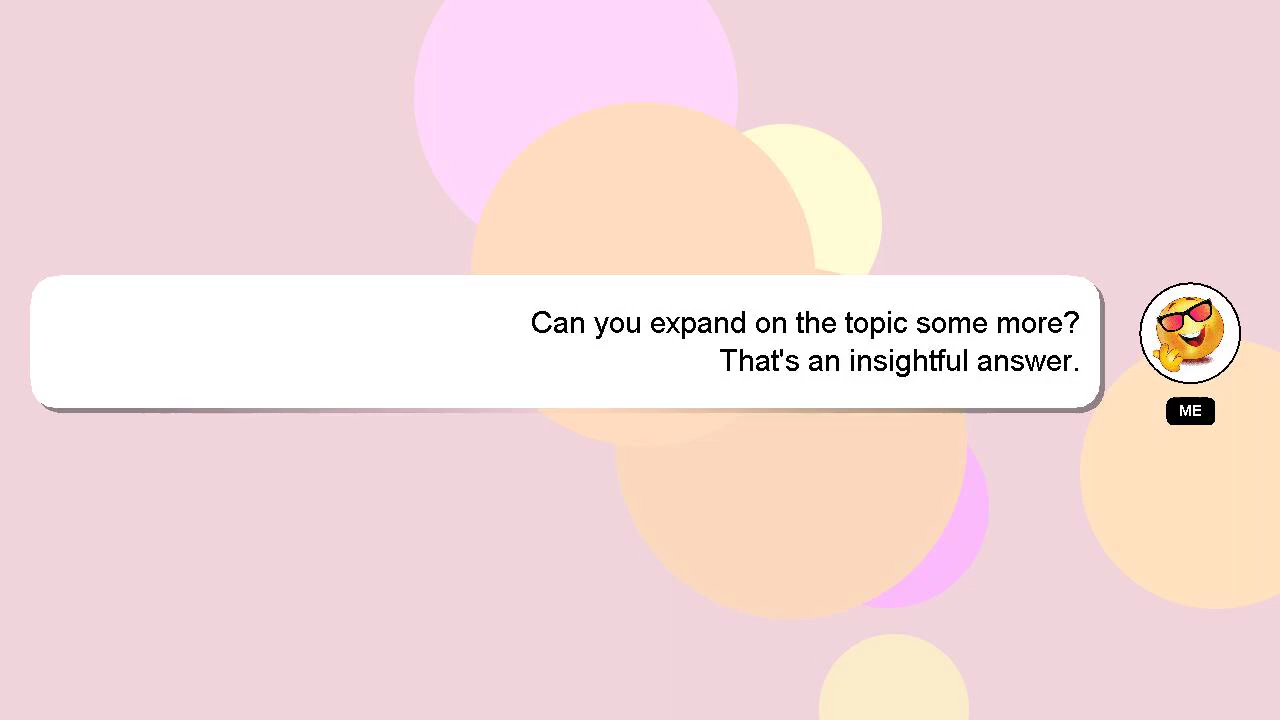 Can you expand on the topic some more?
That's an insightful answer.
ME